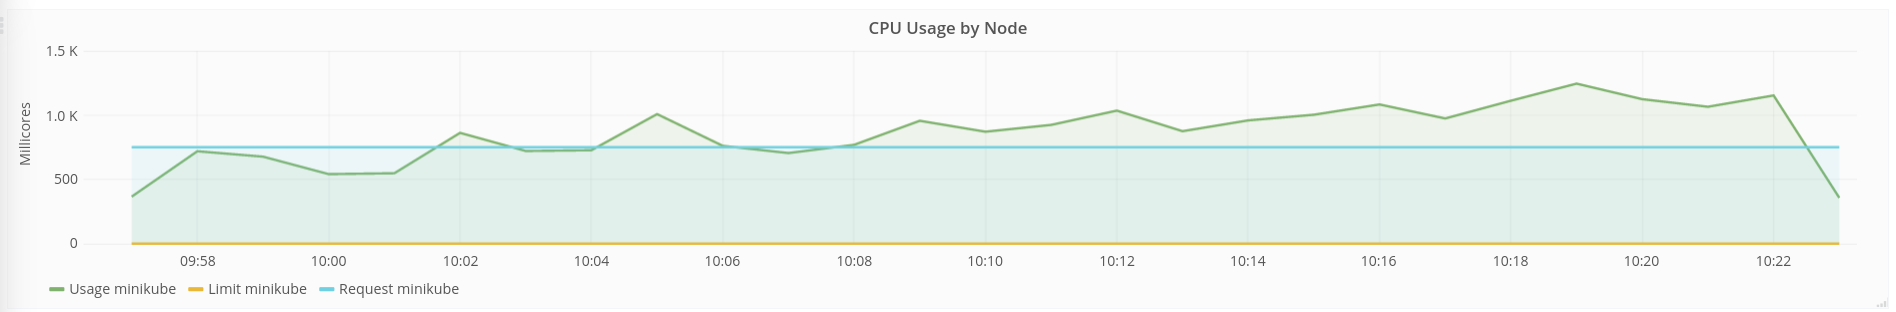 CPU Usage by Node
Millicores
1.5 K
1.0 K
500
0
09:58 10:00 10:02 10:04 10:06 10:08 10:10 10:12 10:14 10:16 10:18 10:20 10:22
Usage minikube Limit minikube Request minikube